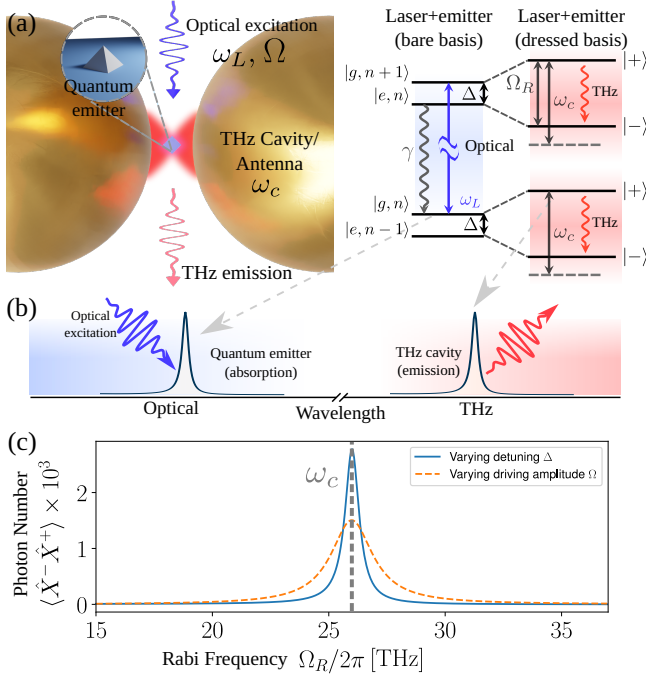 (a)
Optical excitation
ω_L, Ω
Quantum
emitter
THz Cavity/
Antenna
ω_c
THz emission
Laser+emitter
(bare basis)
Laser+emitter
(dressed basis)
|g, n + 1⟩
|e, n⟩
Δ
γ
Optical
ω_L
|g, n⟩
|e, n − 1⟩
Δ
|+⟩
Ω_R
ω_c
THz
|−⟩
|+⟩
ω_c
THz
|−⟩
(b)
Optical
excitation
Quantum emitter
(absorption)
THz cavity
(emission)
Optical
Wavelength
THz
(c)
Photon Number
⟨X̂⁻X̂⁺⟩ × 10³
2
1
0
ω_c
Varying detuning Δ
Varying driving amplitude Ω
15
20
25
30
35
Rabi Frequency Ω_R/2π [THz]